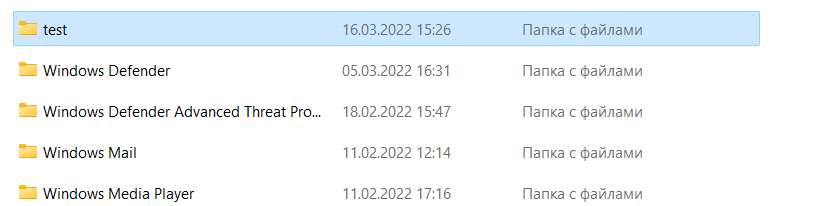 test 16.03.2022 15:26 Папка с файлами
Windows Defender 05.03.2022 16:31 Папка с файлами
Windows Defender Advanced Threat Pro... 18.02.2022 15:47 Папка с файлами
Windows Mail 11.02.2022 12:14 Папка с файлами
Windows Media Player 11.02.2022 17:16 Папка с файлами